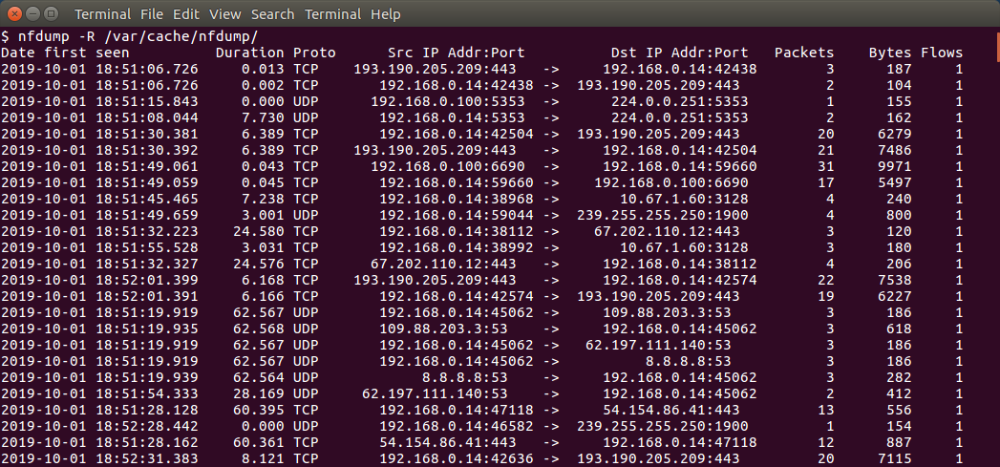 Terminal File Edit View Search Terminal Help
$ nfdump -R /var/cache/nfdump/
Date first seen Duration Proto Src IP Addr:Port Dst IP Addr:Port Packets Bytes Flows
2019-10-01 18:51:06.726 0.013 TCP 193.190.205.209:443 -> 192.168.0.14:42438 3 187 1
2019-10-01 18:51:06.726 0.002 TCP 192.168.0.14:42438 -> 193.190.205.209:443 2 104 1
2019-10-01 18:51:15.843 0.000 UDP 192.168.0.100:5353 -> 224.0.0.251:5353 1 155 1
2019-10-01 18:51:08.044 7.730 UDP 192.168.0.14:5353 -> 224.0.0.251:5353 2 162 1
2019-10-01 18:51:30.381 6.389 TCP 192.168.0.14:42504 -> 193.190.205.209:443 20 6279 1
2019-10-01 18:51:30.392 6.389 TCP 193.190.205.209:443 -> 192.168.0.14:42504 21 7486 1
2019-10-01 18:51:49.061 0.043 TCP 192.168.0.100:6690 -> 192.168.0.14:59660 31 9971 1
2019-10-01 18:51:49.059 0.045 TCP 192.168.0.14:59660 -> 192.168.0.100:6690 17 5497 1
2019-10-01 18:51:45.465 7.238 TCP 192.168.0.14:38968 -> 10.67.1.60:3128 4 240 1
2019-10-01 18:51:49.659 3.001 UDP 192.168.0.14:59044 -> 239.255.255.250:1900 4 800 1
2019-10-01 18:51:32.223 24.580 TCP 192.168.0.14:38112 -> 67.202.110.12:443 3 120 1
2019-10-01 18:51:55.528 3.031 TCP 192.168.0.14:38992 -> 10.67.1.60:3128 3 180 1
2019-10-01 18:51:32.327 24.576 TCP 67.202.110.12:443 -> 192.168.0.14:38112 4 206 1
2019-10-01 18:52:01.399 6.168 TCP 193.190.205.209:443 -> 192.168.0.14:42574 22 7538 1
2019-10-01 18:52:01.391 6.166 TCP 192.168.0.14:42574 -> 193.190.205.209:443 19 6227 1
2019-10-01 18:51:19.919 62.567 UDP 192.168.0.14:45062 -> 109.88.203.3:53 3 186 1
2019-10-01 18:51:19.935 62.568 UDP 109.88.203.3:53 -> 192.168.0.14:45062 3 618 1
2019-10-01 18:51:19.919 62.567 UDP 192.168.0.14:45062 -> 62.197.111.140:53 3 186 1
2019-10-01 18:51:19.919 62.567 UDP 192.168.0.14:45062 -> 8.8.8.8:53 3 186 1
2019-10-01 18:51:19.939 62.564 UDP 8.8.8.8:53 -> 192.168.0.14:45062 3 282 1
2019-10-01 18:51:54.333 28.169 UDP 62.197.111.140:53 -> 192.168.0.14:45062 2 412 1
2019-10-01 18:51:28.128 60.395 TCP 192.168.0.14:47118 -> 54.154.86.41:443 13 556 1
2019-10-01 18:52:28.442 0.000 UDP 192.168.0.14:46582 -> 239.255.255.250:1900 1 154 1
2019-10-01 18:51:28.162 60.361 TCP 54.154.86.41:443 -> 192.168.0.14:47118 12 887 1
2019-10-01 18:52:31.383 8.121 TCP 192.168.0.14:42636 -> 193.190.205.209:443 20 7115 1